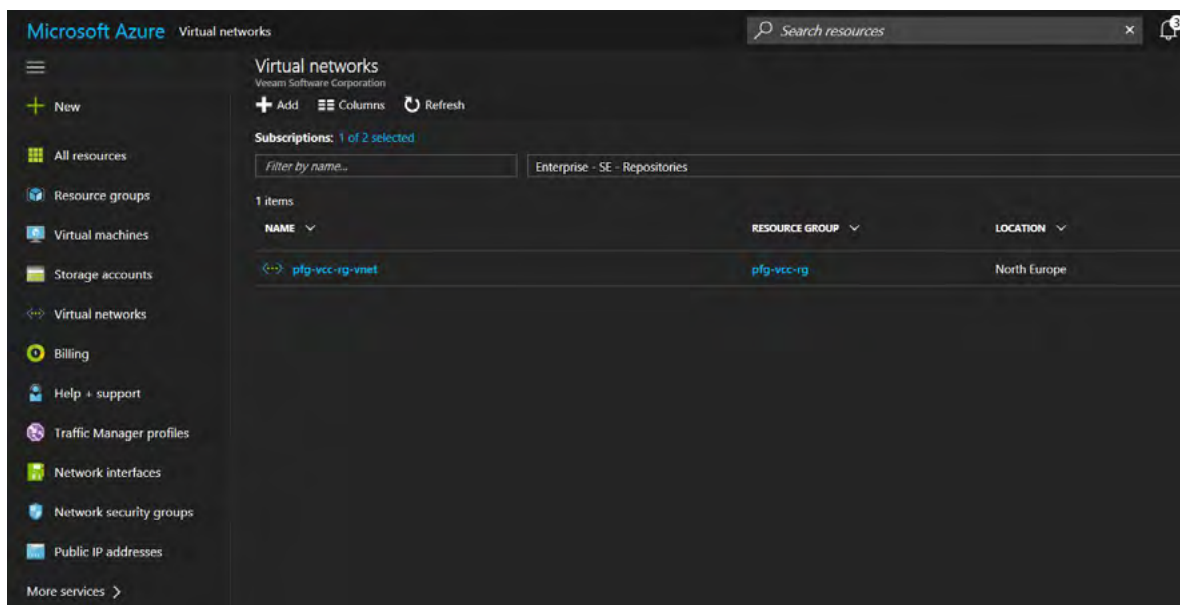 Microsoft Azure Virtual networks
Search resources
3
Virtual networks
Veeam Software Corporation
New
Add Columns Refresh
Subscriptions: 1 of 2 selected
All resources
Filter by name... Enterprise - SE - Repositories
Resource groups
1 items
NAME RESOURCE GROUP LOCATION
Virtual machines
pfg-vcc-rg-vnet pfg-vcc-rg North Europe
Storage accounts
Virtual networks
Billing
Help + support
Traffic Manager profiles
Network interfaces
Network security groups
Public IP addresses
More services